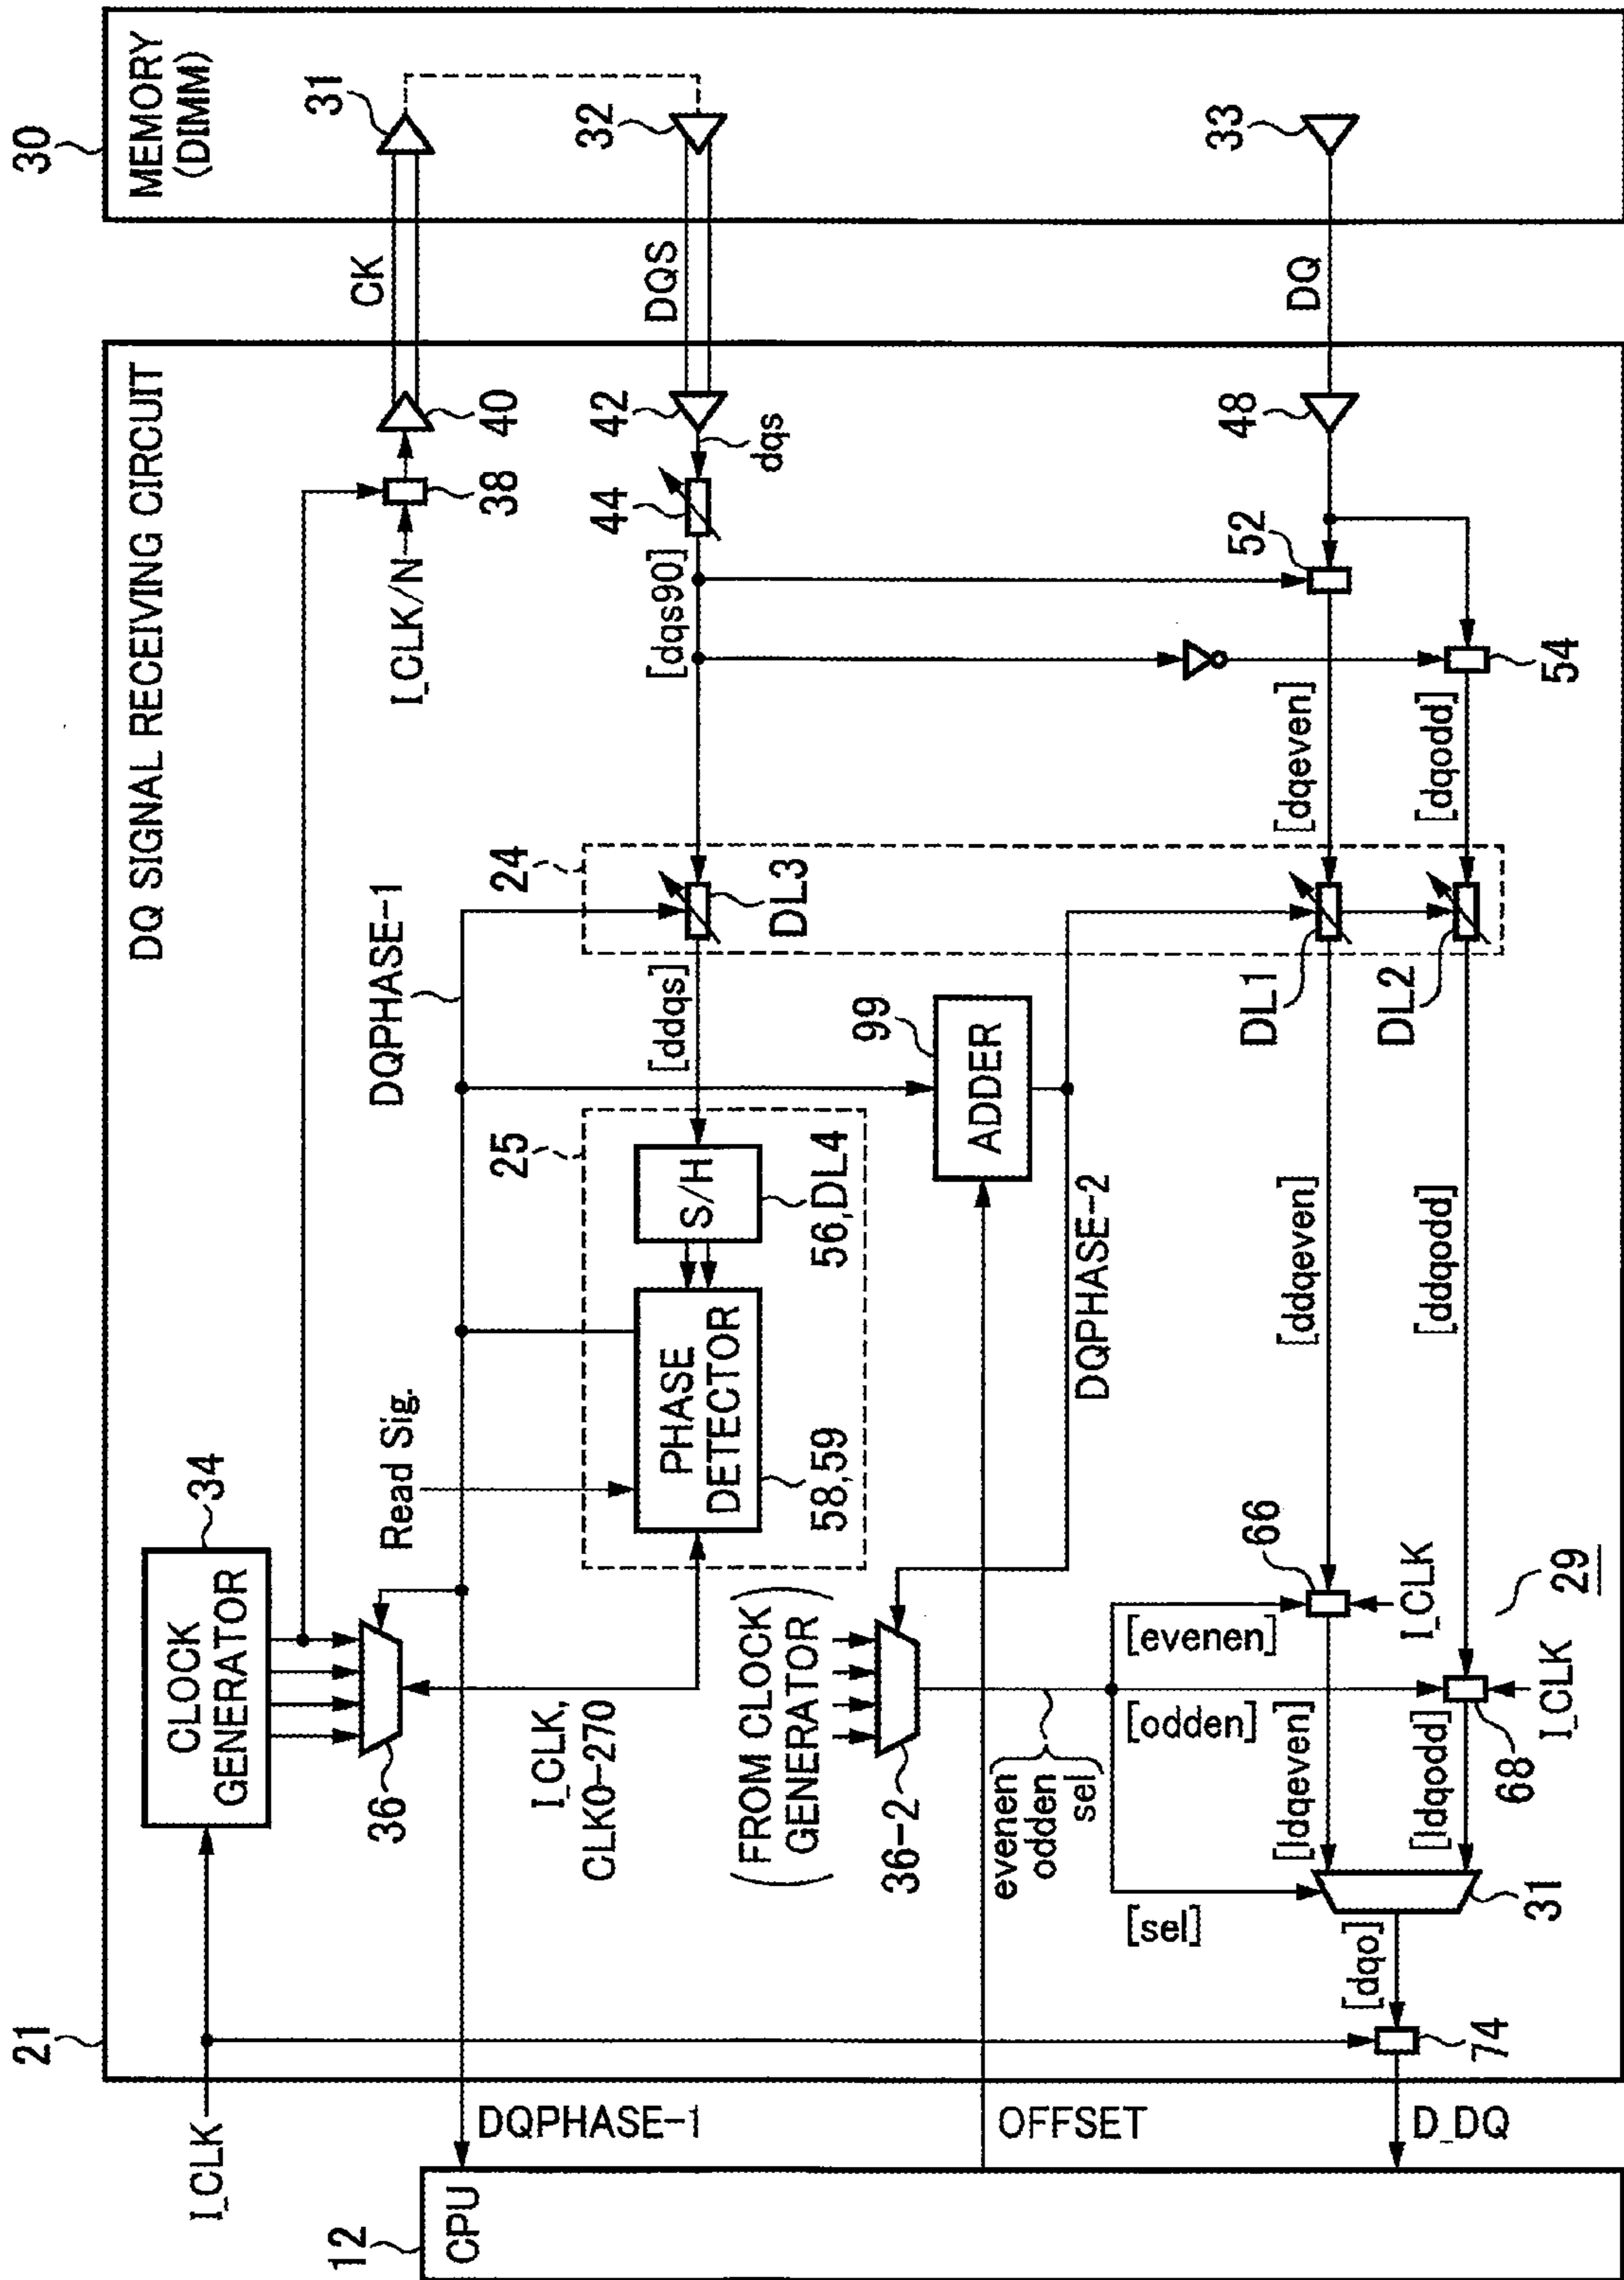 30
MEMORY
(DIMM)
31
32
33
CK
DQS
DQ
21
DQ SIGNAL RECEIVING CIRCUIT
40
38
I_CLK/N
42
dqs
44
[dqs90]
48
52
54
[dqeven]
[dqodd]
24
DL3
DL1
DL2
DQPHASE-1
[ddqs]
99
ADDER
25
S/H
56,DL4
PHASE
DETECTOR
58,59
Read Sig.
DQPHASE-2
[ddqeven]
[ddqodd]
34
CLOCK
GENERATOR
36
I_CLK,
CLK0-270
(FROM CLOCK
GENERATOR)
36-2
evenen
odden
sel
[evenen]
[odden]
[sel]
66
I_CLK
29
68
I_CLK
[ldqeven]
[ldqodd]
31
[dqo]
74
I_CLK
DQPHASE-1
OFFSET
D_DQ
12
CPU